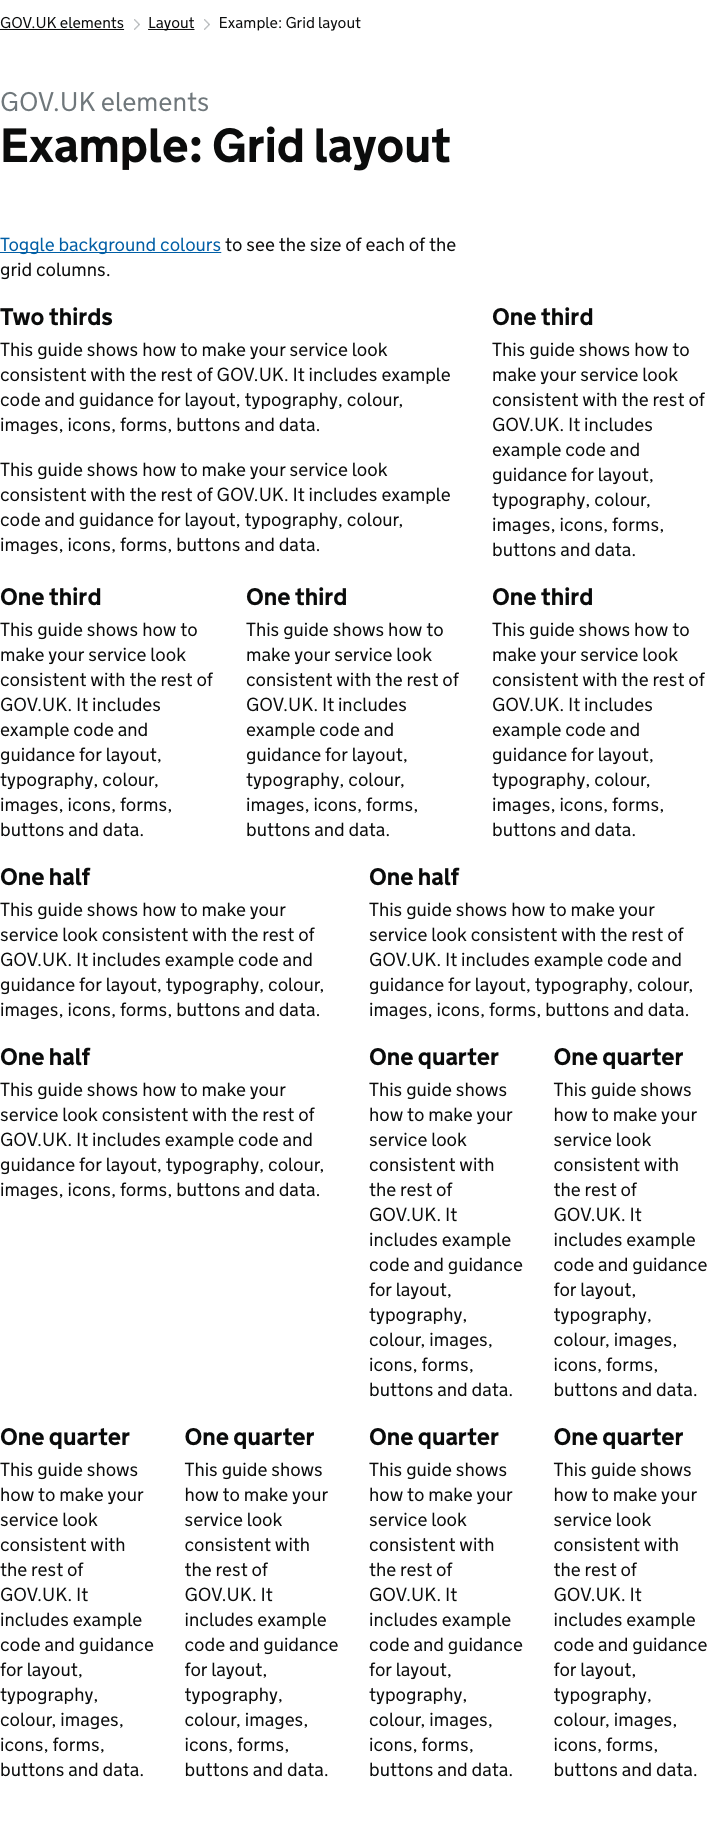 GOV.UK elements
Layout
Example: Grid layout
GOV.UK elements
Example: Grid layout
Toggle background colours to see the size of each of the
grid columns.
Two thirds
This guide shows how to make your service look
consistent with the rest of GOV.UK. It includes example
code and guidance for layout, typography, colour,
images, icons, forms, buttons and data.
This guide shows how to make your service look
consistent with the rest of GOV.UK. It includes example
code and guidance for layout, typography, colour,
images, icons, forms, buttons and data.
One third
This guide shows how to
make your service look
consistent with the rest of
GOV.UK. It includes
example code and
guidance for layout,
typography, colour,
images, icons, forms,
buttons and data.
One third
This guide shows how to
make your service look
consistent with the rest of
GOV.UK. It includes
example code and
guidance for layout,
typography, colour,
images, icons, forms,
buttons and data.
One third
This guide shows how to
make your service look
consistent with the rest of
GOV.UK. It includes
example code and
guidance for layout,
typography, colour,
images, icons, forms,
buttons and data.
One third
This guide shows how to
make your service look
consistent with the rest of
GOV.UK. It includes
example code and
guidance for layout,
typography, colour,
images, icons, forms,
buttons and data.
One half
This guide shows how to make your
service look consistent with the rest of
GOV.UK. It includes example code and
guidance for layout, typography, colour,
images, icons, forms, buttons and data.
One half
This guide shows how to make your
service look consistent with the rest of
GOV.UK. It includes example code and
guidance for layout, typography, colour,
images, icons, forms, buttons and data.
One half
This guide shows how to make your
service look consistent with the rest of
GOV.UK. It includes example code and
guidance for layout, typography, colour,
images, icons, forms, buttons and data.
One quarter
This guide shows
how to make your
service look
consistent with
the rest of
GOV.UK. It
includes example
code and guidance
for layout,
typography,
colour, images,
icons, forms,
buttons and data.
One quarter
This guide shows
how to make your
service look
consistent with
the rest of
GOV.UK. It
includes example
code and guidance
for layout,
typography,
colour, images,
icons, forms,
buttons and data.
One quarter
This guide shows
how to make your
service look
consistent with
the rest of
GOV.UK. It
includes example
code and guidance
for layout,
typography,
colour, images,
icons, forms,
buttons and data.
One quarter
This guide shows
how to make your
service look
consistent with
the rest of
GOV.UK. It
includes example
code and guidance
for layout,
typography,
colour, images,
icons, forms,
buttons and data.
One quarter
This guide shows
how to make your
service look
consistent with
the rest of
GOV.UK. It
includes example
code and guidance
for layout,
typography,
colour, images,
icons, forms,
buttons and data.
One quarter
This guide shows
how to make your
service look
consistent with
the rest of
GOV.UK. It
includes example
code and guidance
for layout,
typography,
colour, images,
icons, forms,
buttons and data.